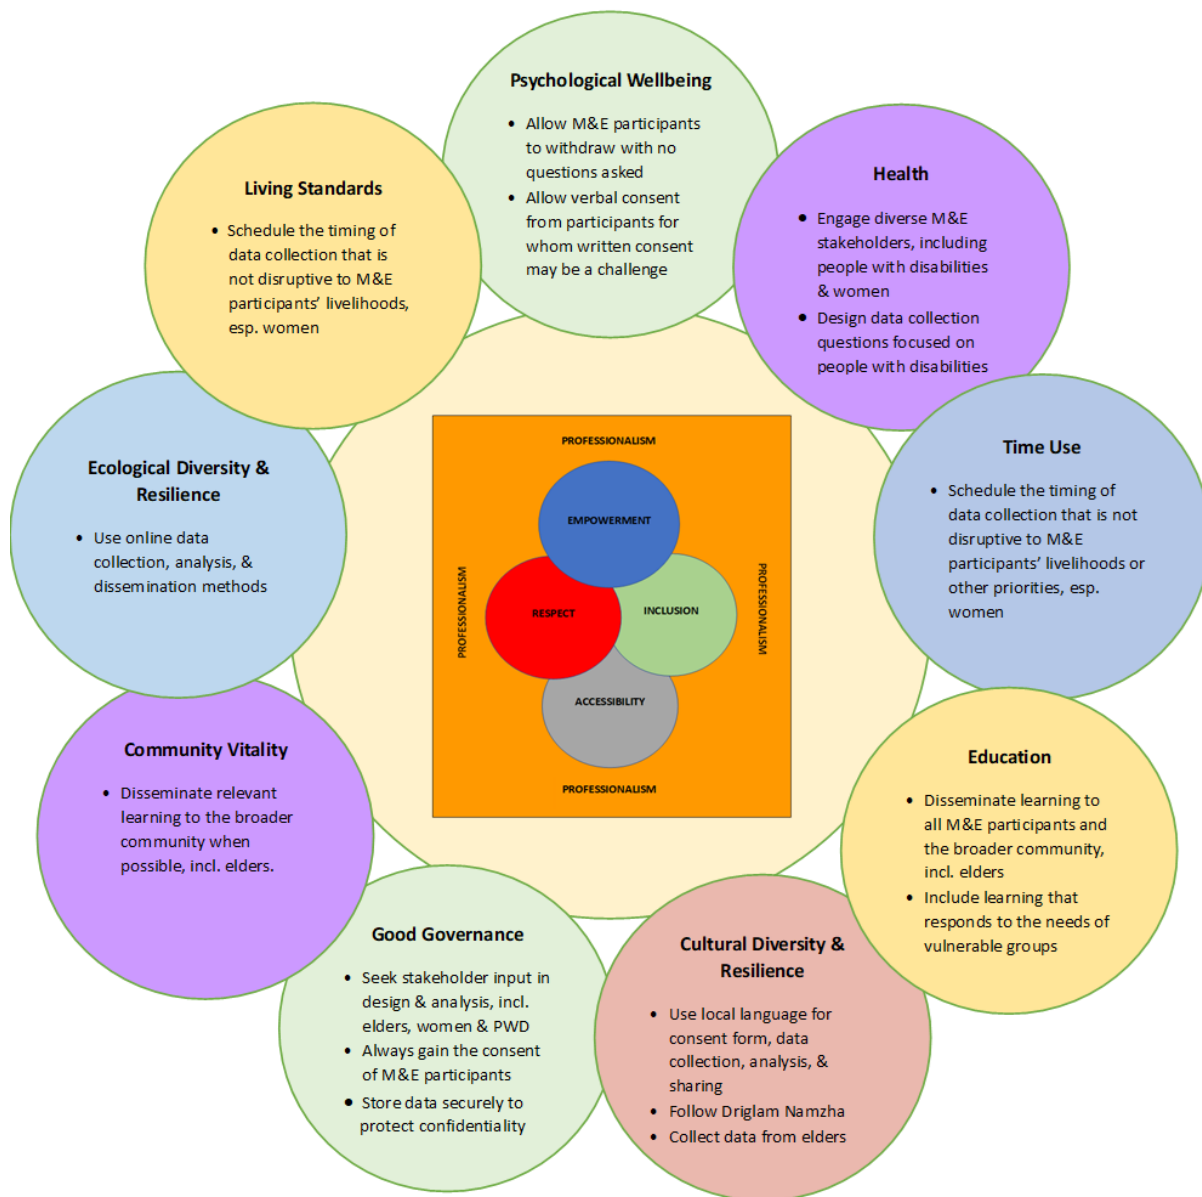 Psychological Wellbeing
• Allow M&E participants
to withdraw with no
questions asked
• Allow verbal consent
from participants for
whom written consent
may be a challenge
Health
• Engage diverse M&E
stakeholders, including
people with disabilities
& women
• Design data collection
questions focused on
people with disabilities
Time Use
• Schedule the timing of
data collection that is not
disruptive to M&E
participants' livelihoods or
other priorities, esp.
women
Education
• Disseminate learning to
all M&E participants and
the broader community,
incl. elders
• Include learning that
responds to the needs of
vulnerable groups
Cultural Diversity &
Resilience
• Use local language for
consent form, data
collection, analysis, &
sharing
• Follow Driglam Namzha
• Collect data from elders
Good Governance
• Seek stakeholder input in
design & analysis, incl.
elders, women & PWD
• Always gain the consent
of M&E participants
• Store data securely to
protect confidentiality
Community Vitality
• Disseminate relevant
learning to the broader
community when
possible, incl. elders.
Ecological Diversity &
Resilience
• Use online data
collection, analysis, &
dissemination methods
Living Standards
• Schedule the timing of
data collection that is
not disruptive to M&E
participants' livelihoods,
esp. women
PROFESSIONALISM
EMPOWERMENT
PROFESSIONALISM
RESPECT
INCLUSION
PROFESSIONALISM
ACCESSIBILITY
PROFESSIONALISM